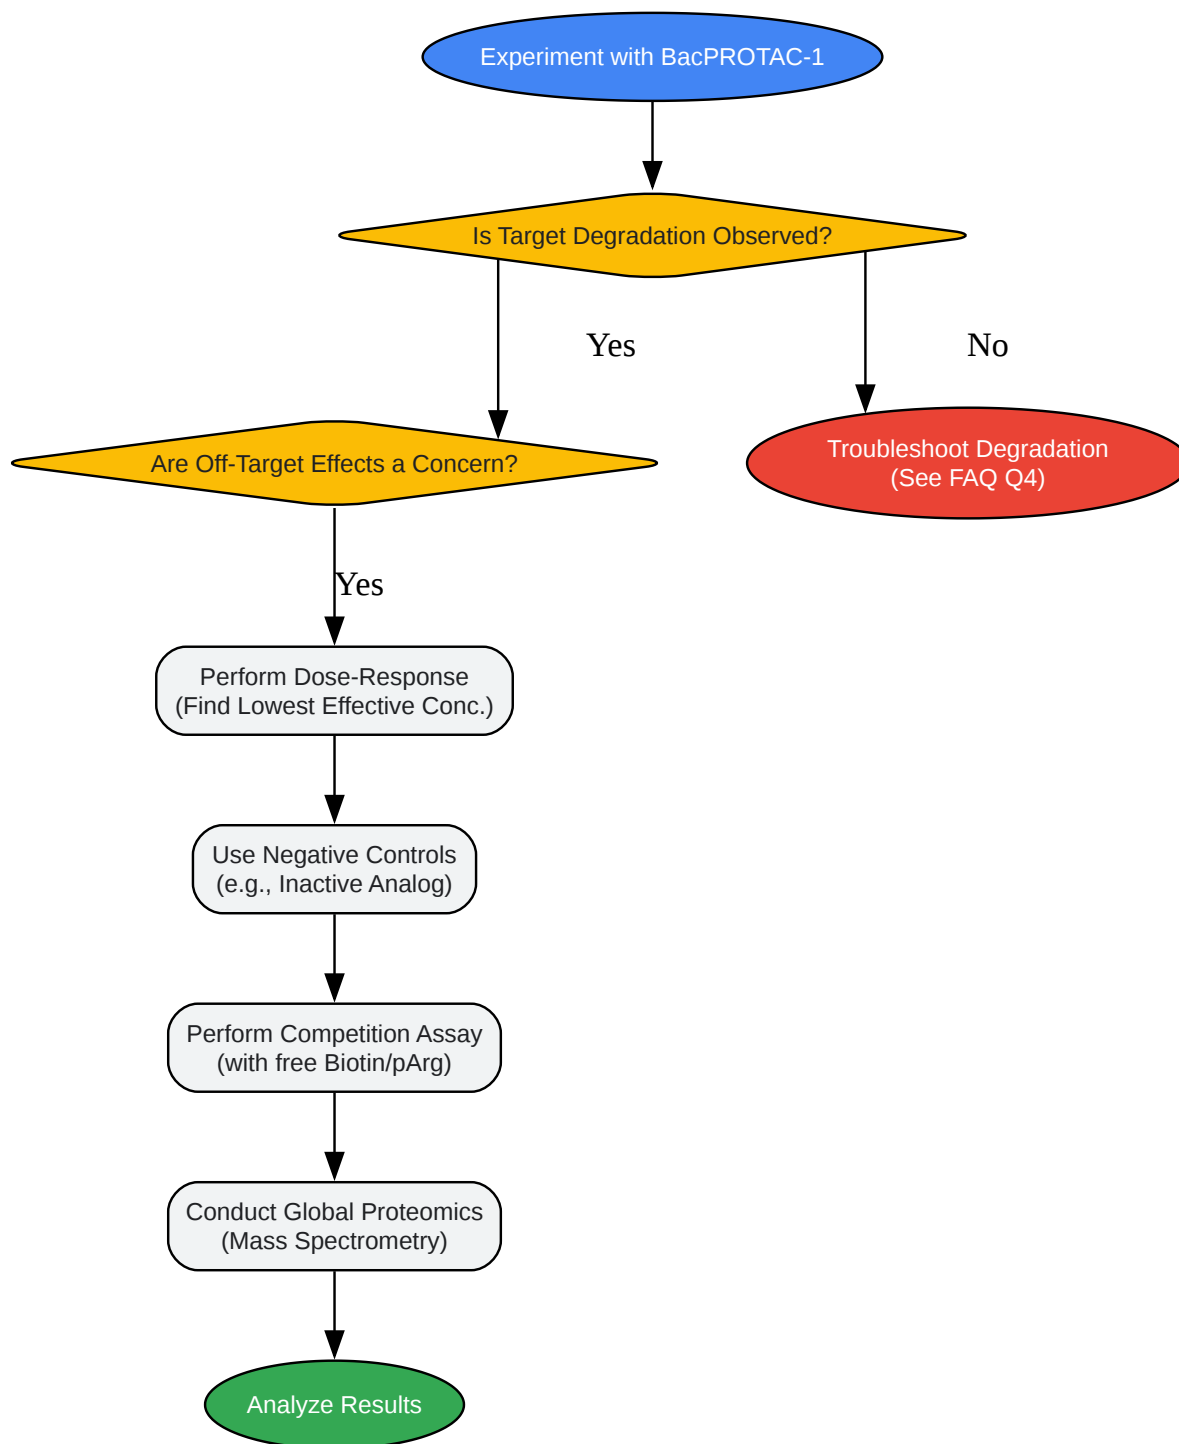 Experiment with BacPROTAC-1
Is Target Degradation Observed?
Yes
No
Are Off-Target Effects a Concern?
Troubleshoot Degradation
(See FAQ Q4)
Yes
Perform Dose-Response
(Find Lowest Effective Conc.)
Use Negative Controls
(e.g., Inactive Analog)
Perform Competition Assay
(with free Biotin/pArg)
Conduct Global Proteomics
(Mass Spectrometry)
Analyze Results